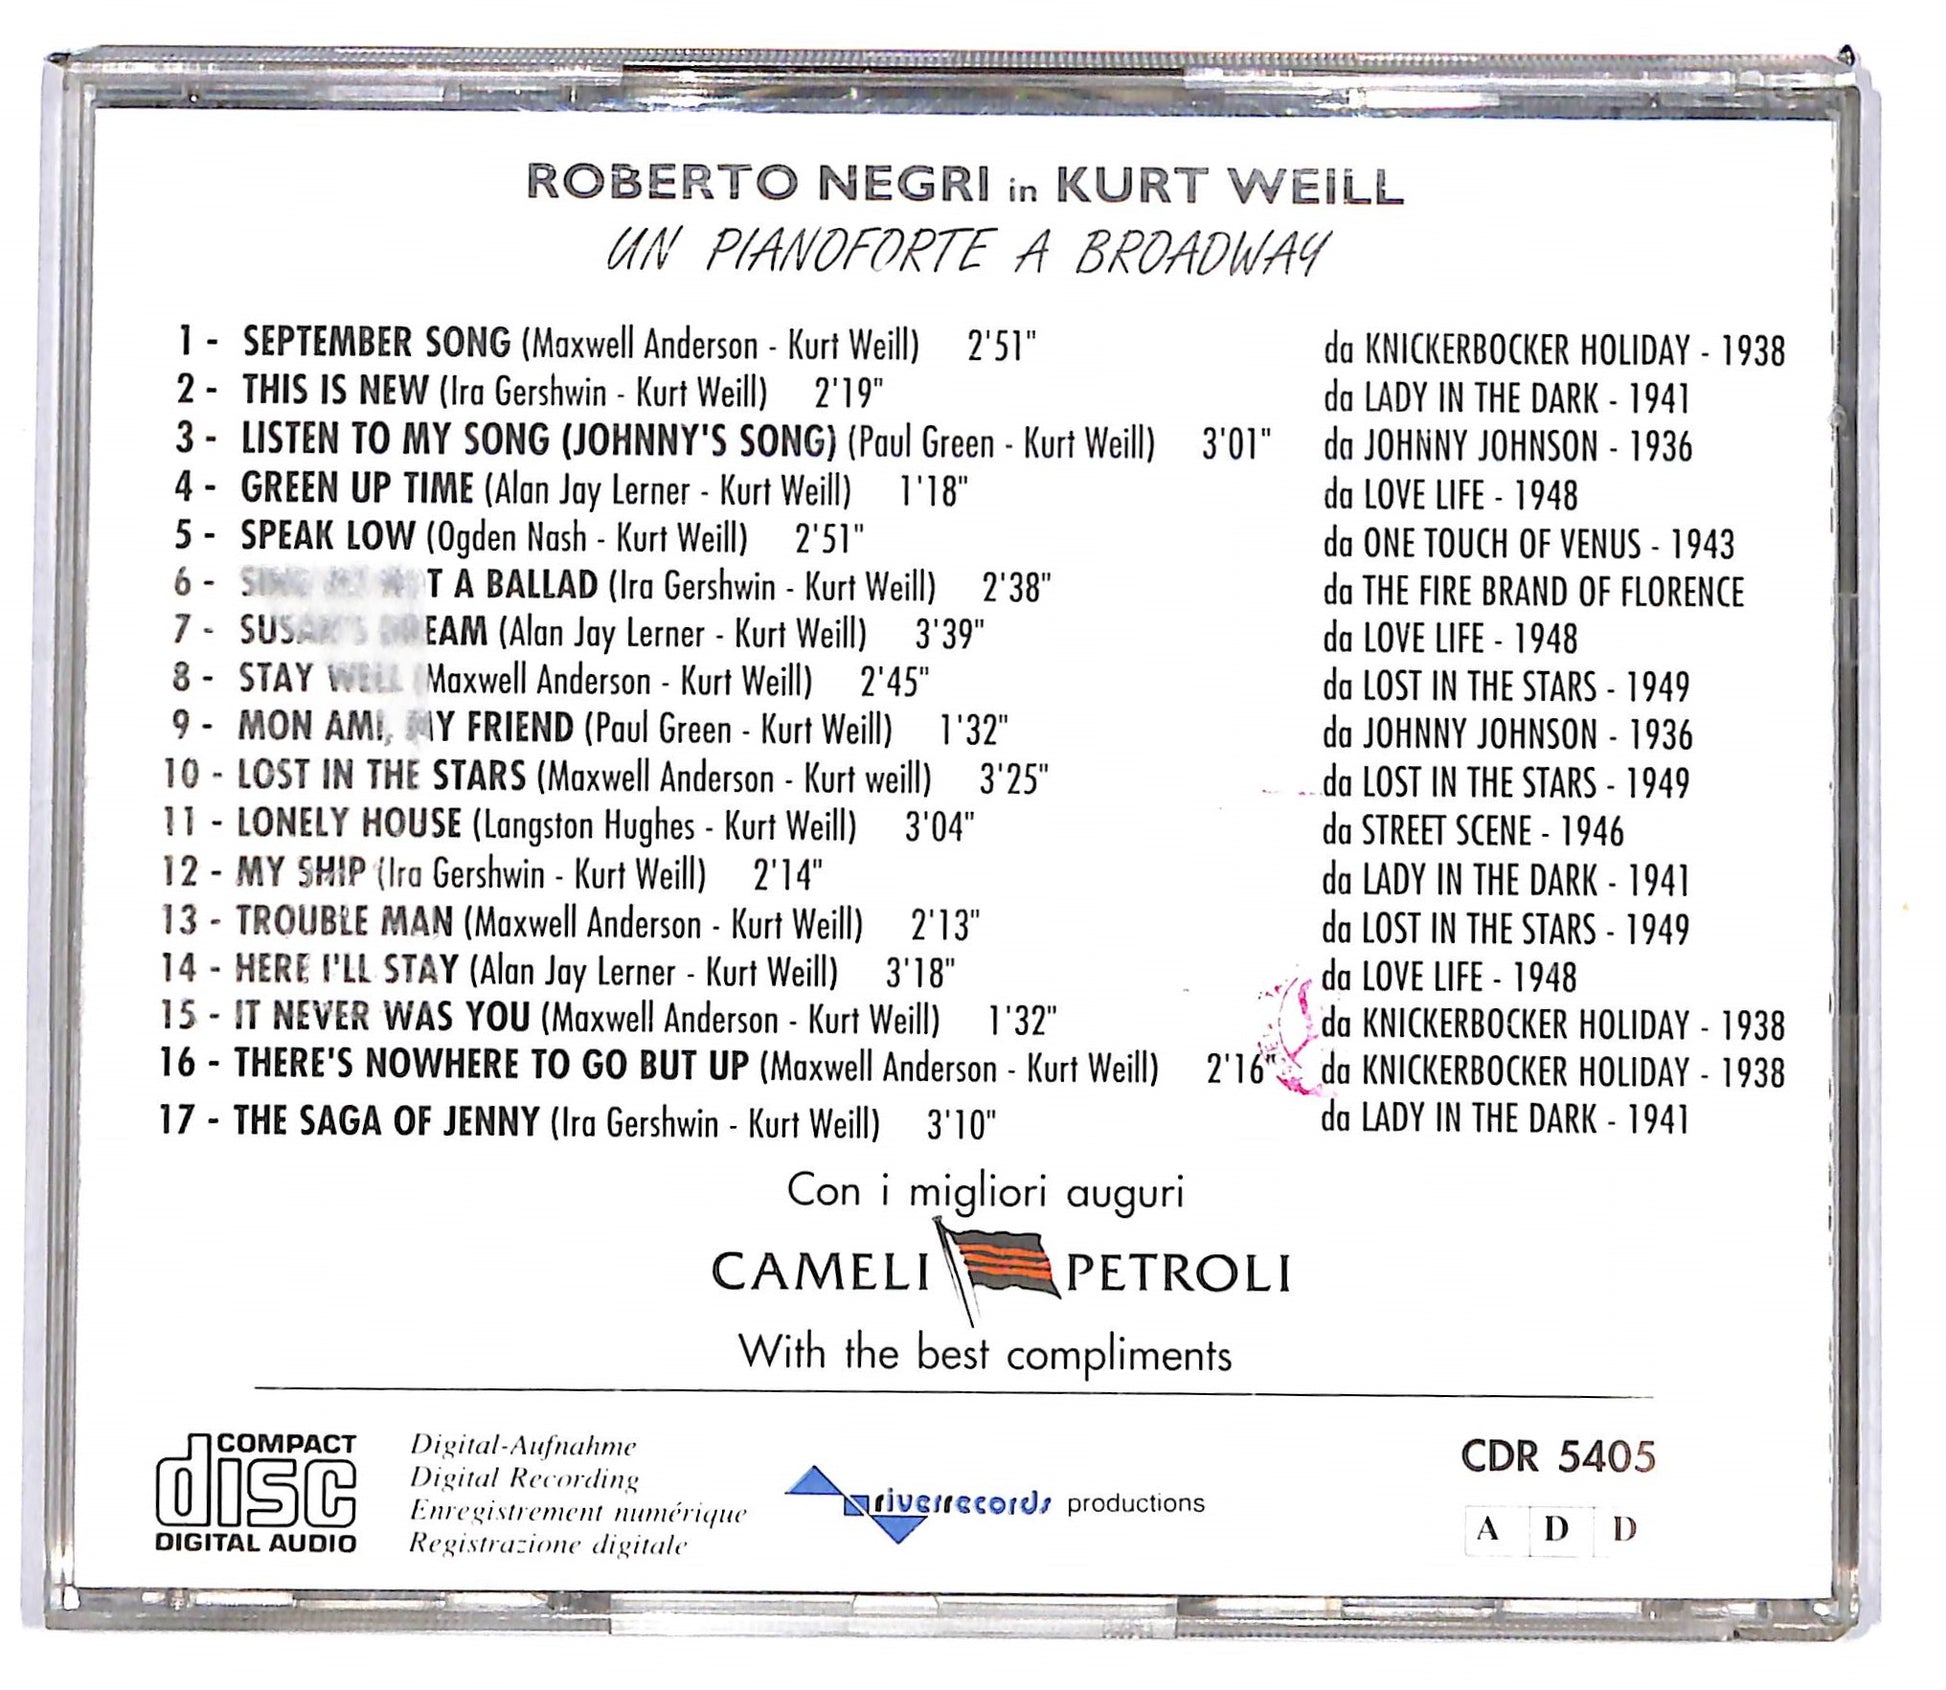 ROBERTO NEGRI in KURT WEILL
UN PIANOFORTE A BROADWAY
1 - SEPTEMBER SONG (Maxwell Anderson - Kurt Weill) 2'51" da KNICKERBOCKER HOLIDAY - 1938
2 - THIS IS NEW (Ira Gershwin - Kurt Weill) 2'19" da LADY IN THE DARK - 1941
3 - LISTEN TO MY SONG (JOHNNY'S SONG) (Paul Green - Kurt Weill) 3'01" da JOHNNY JOHNSON - 1936
4 - GREEN UP TIME (Alan Jay Lerner - Kurt Weill) 1'18" da LOVE LIFE - 1948
5 - SPEAK LOW (Ogden Nash - Kurt Weill) 2'51" da ONE TOUCH OF VENUS - 1943
6 - A BALLAD (Ira Gershwin - Kurt Weill) 2'38" da THE FIRE BRAND OF FLORENCE
7 - SUSAN'S DREAM (Alan Jay Lerner - Kurt Weill) 3'39" da LOVE LIFE - 1948
8 - STAY WELL (Maxwell Anderson - Kurt Weill) 2'45" da LOST IN THE STARS - 1949
9 - MON AMI, MY FRIEND (Paul Green - Kurt Weill) 1'32" da JOHNNY JOHNSON - 1936
10 - LOST IN THE STARS (Maxwell Anderson - Kurt weill) 3'25" da LOST IN THE STARS - 1949
11 - LONELY HOUSE (Langston Hughes - Kurt Weill) 3'04" da STREET SCENE - 1946
12 - MY SHIP (Ira Gershwin - Kurt Weill) 2'14" da LADY IN THE DARK - 1941
13 - TROUBLE MAN (Maxwell Anderson - Kurt Weill) 2'13" da LOST IN THE STARS - 1949
14 - HERE I'LL STAY (Alan Jay Lerner - Kurt Weill) 3'18" da LOVE LIFE - 1948
15 - IT NEVER WAS YOU (Maxwell Anderson - Kurt Weill) 1'32" da KNICKERBOCKER HOLIDAY - 1938
16 - THERE'S NOWHERE TO GO BUT UP (Maxwell Anderson - Kurt Weill) 2'16" da KNICKERBOCKER HOLIDAY - 1938
17 - THE SAGA OF JENNY (Ira Gershwin - Kurt Weill) 3'10" da LADY IN THE DARK - 1941
Con i migliori auguri
CAMELI PETROLI
With the best compliments
COMPACT
disc
DIGITAL AUDIO
Digital-Aufnahme
Digital Recording
Enregistrement numérique
Registrazione digitale
riverrecords productions
CDR 5405
A D D